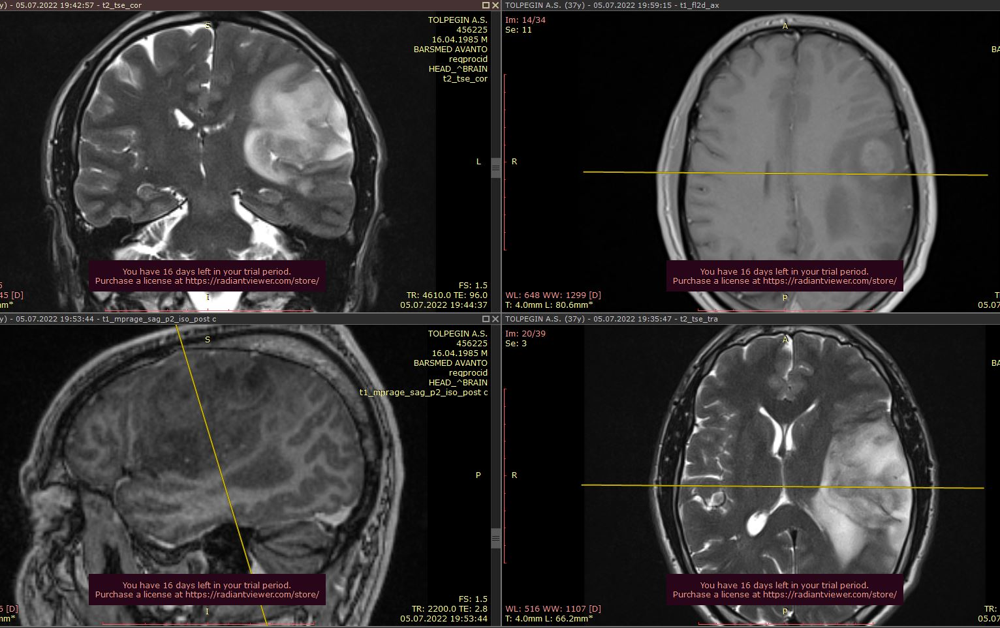 y) - 05.07.2022 19:42:57 - t2_tse_cor
S
TOLPEGIN A.S.
456225
16.04.1985 M
BARSMED AVANTO
reqprocid
HEAD_^BRAIN
t2_tse_cor
L
You have 16 days left in your trial period.
Purchase a license at https://radiantviewer.com/store/
I
45 [D]
mm*
FS: 1.5
TR: 4610.0 TE: 96.0
05.07.2022 19:44:37
TOLPEGIN A.S. (37y) - 05.07.2022 19:59:15 - t1_fl2d_ax
Im: 14/34
Se: 11
A
BA
R
You have 16 days left in your trial period.
Purchase a license at https://radiantviewer.com/store/
WL: 648 WW: 1299 [D]
T: 4.0mm L: 80.6mm*
P
05.07
y) - 05.07.2022 19:53:44 - t1_mprage_sag_p2_iso_post c
S
TOLPEGIN A.S.
456225
16.04.1985 M
BARSMED AVANTO
reqprocid
HEAD_^BRAIN
t1_mprage_sag_p2_iso_post c
P
You have 16 days left in your trial period.
Purchase a license at https://radiantviewer.com/store/
I
6 [D]
mm*
FS: 1.5
TR: 2200.0 TE: 2.8
05.07.2022 19:53:44
TOLPEGIN A.S. (37y) - 05.07.2022 19:35:47 - t2_tse_tra
Im: 20/39
Se: 3
A
BA
R
You have 16 days left in your trial period.
Purchase a license at https://radiantviewer.com/store/
WL: 516 WW: 1107 [D]
T: 4.0mm L: 66.2mm*
P
TR:
05.07